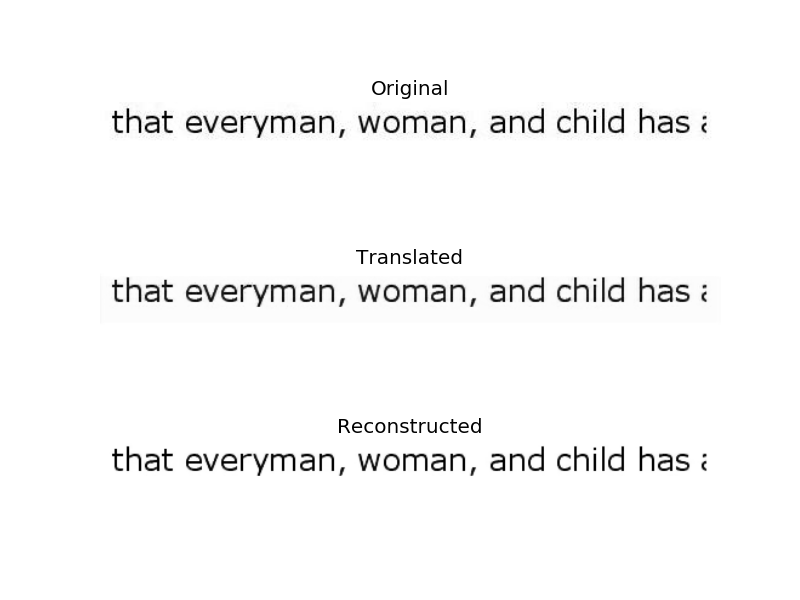 Original
that everyman, woman, and child has
Translated
that everyman, woman, and child has
Reconstructed
that everyman, woman, and child has